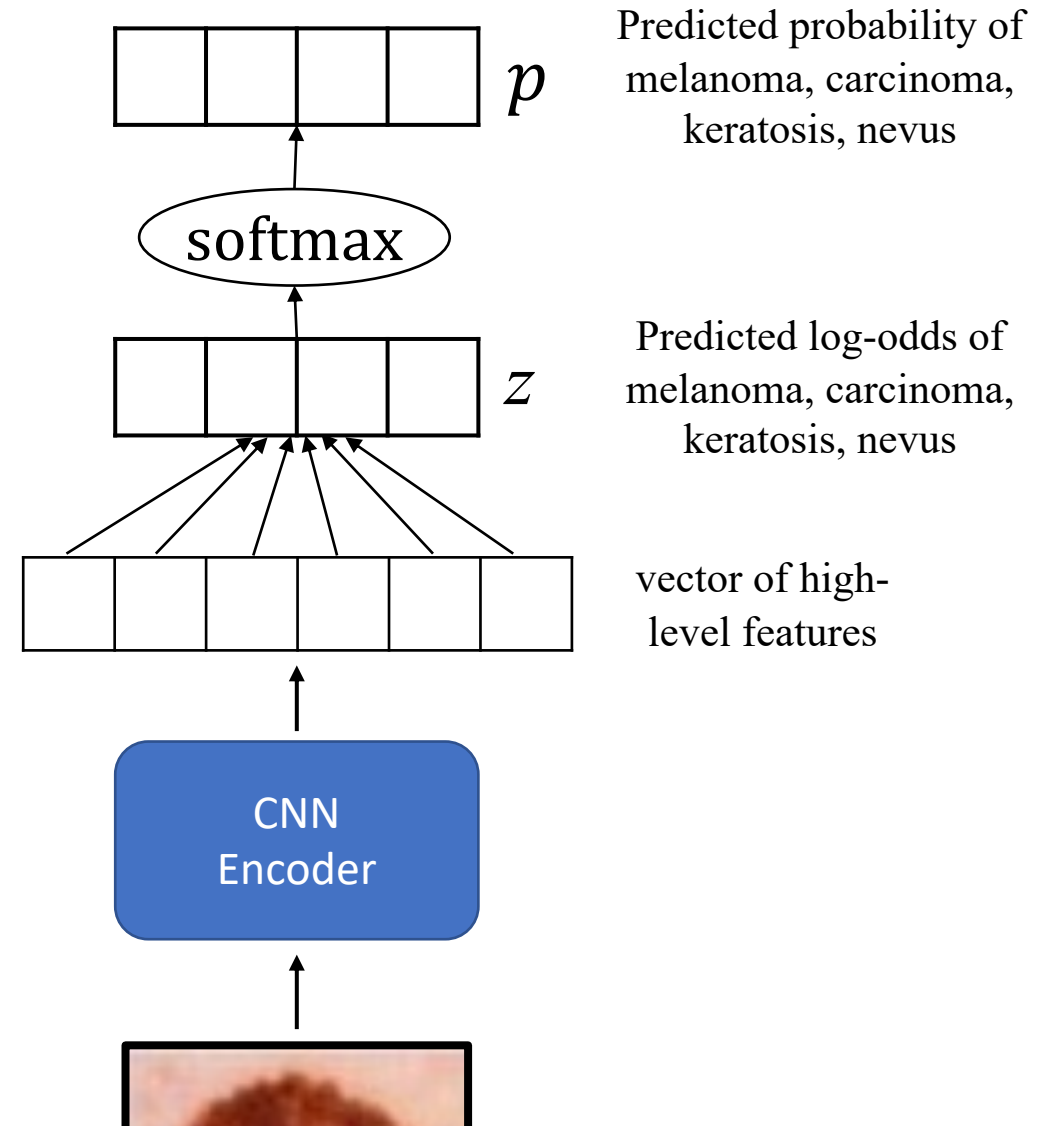 p
Predicted probability of
melanoma, carcinoma,
keratosis, nevus
softmax
z
Predicted log-odds of
melanoma, carcinoma,
keratosis, nevus
vector of high-
level features
CNN
Encoder